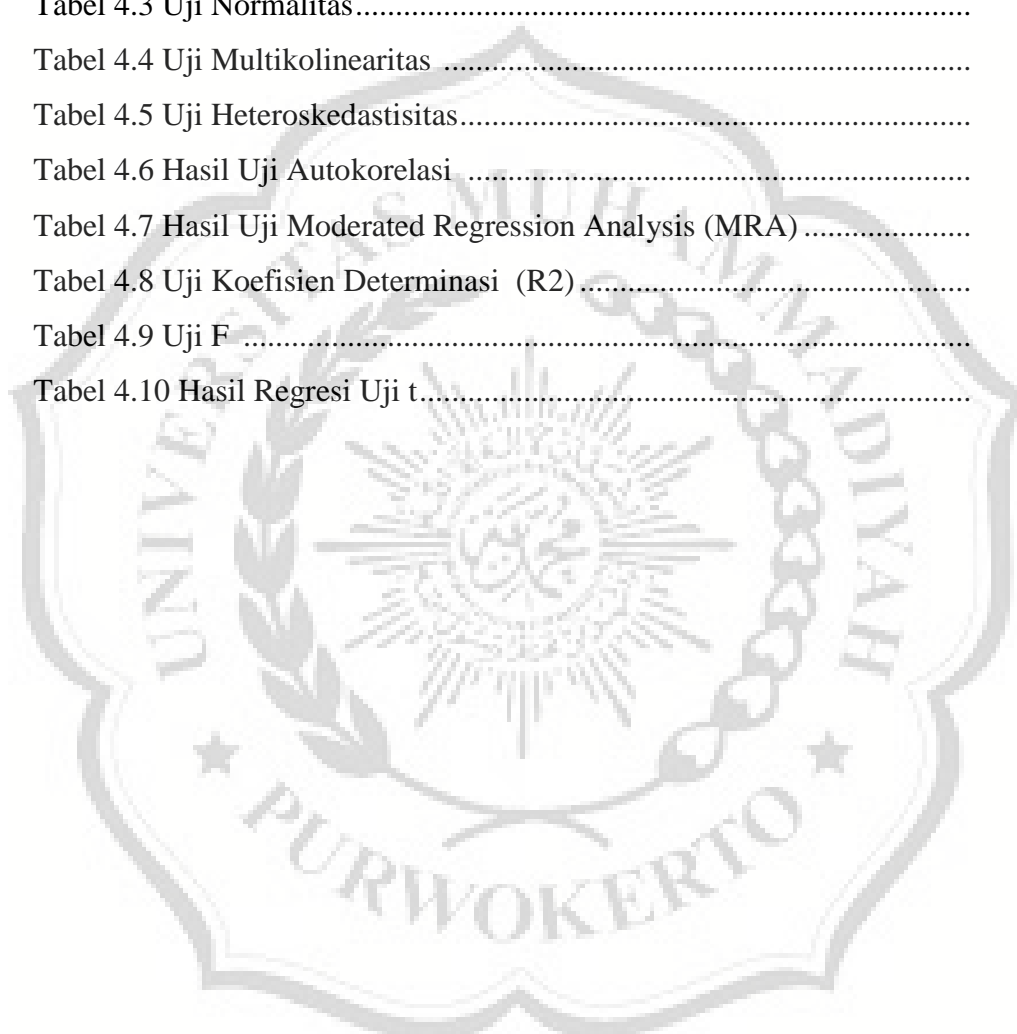 Tabel 4.3 Uji Normalitas........................................................................
Tabel 4.4 Uji Multikolinearitas ..............................................................
Tabel 4.5 Uji Heteroskedastisitas............................................................
Tabel 4.6 Hasil Uji Autokorelasi ...........................................................
Tabel 4.7 Hasil Uji Moderated Regression Analysis (MRA) ...................
Tabel 4.8 Uji Koefisien Determinasi (R2) ..............................................
Tabel 4.9 Uji F ......................................................................................
Tabel 4.10 Hasil Regresi Uji t.................................................................
UNIVERSITAS MUHAMMADIYAH
PURWOKERTO